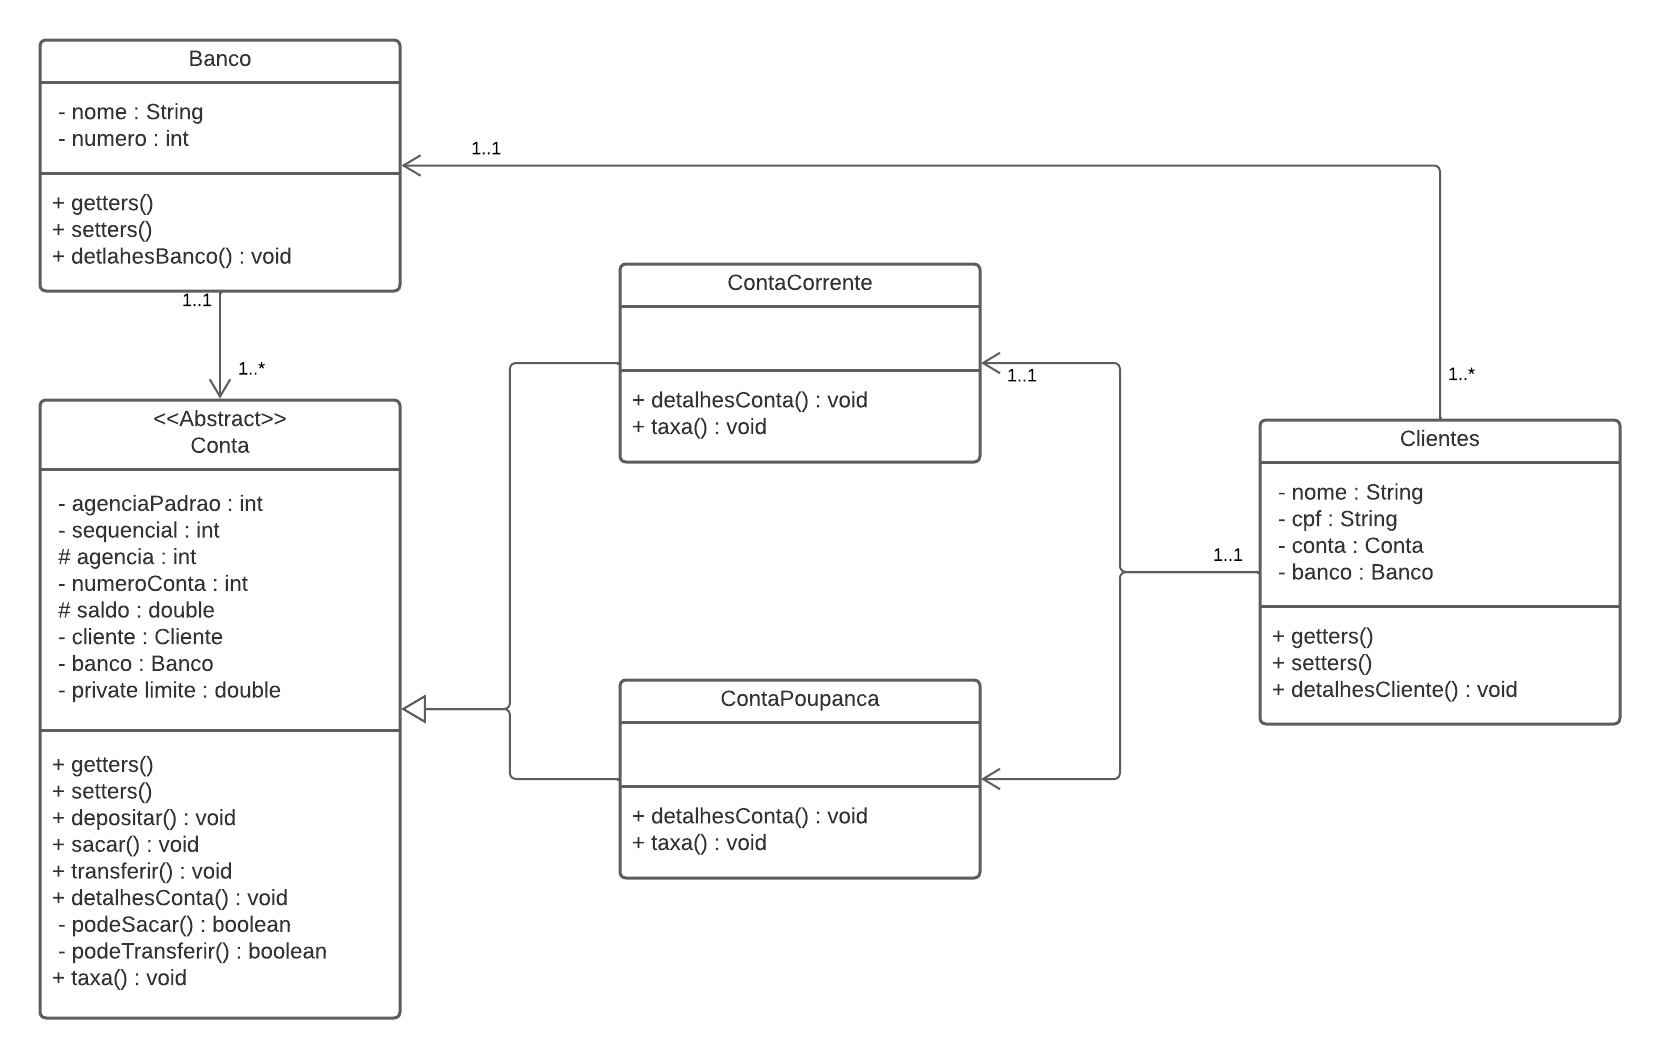 Banco
- nome : String
- numero : int
+ getters()
+ setters()
+ detlahesBanco() : void
1..1
1..*
1..1
<<Abstract>>
Conta
- agenciaPadrao : int
- sequencial : int
# agencia : int
- numeroConta : int
# saldo : double
- cliente : Cliente
- banco : Banco
- private limite : double
+ getters()
+ setters()
+ depositar() : void
+ sacar() : void
+ transferir() : void
+ detalhesConta() : void
- podeSacar() : boolean
- podeTransferir() : boolean
+ taxa() : void
ContaCorrente
+ detalhesConta() : void
+ taxa() : void
1..1
ContaPoupanca
+ detalhesConta() : void
+ taxa() : void
1..*
1..1
Clientes
- nome : String
- cpf : String
- conta : Conta
- banco : Banco
+ getters()
+ setters()
+ detalhesCliente() : void